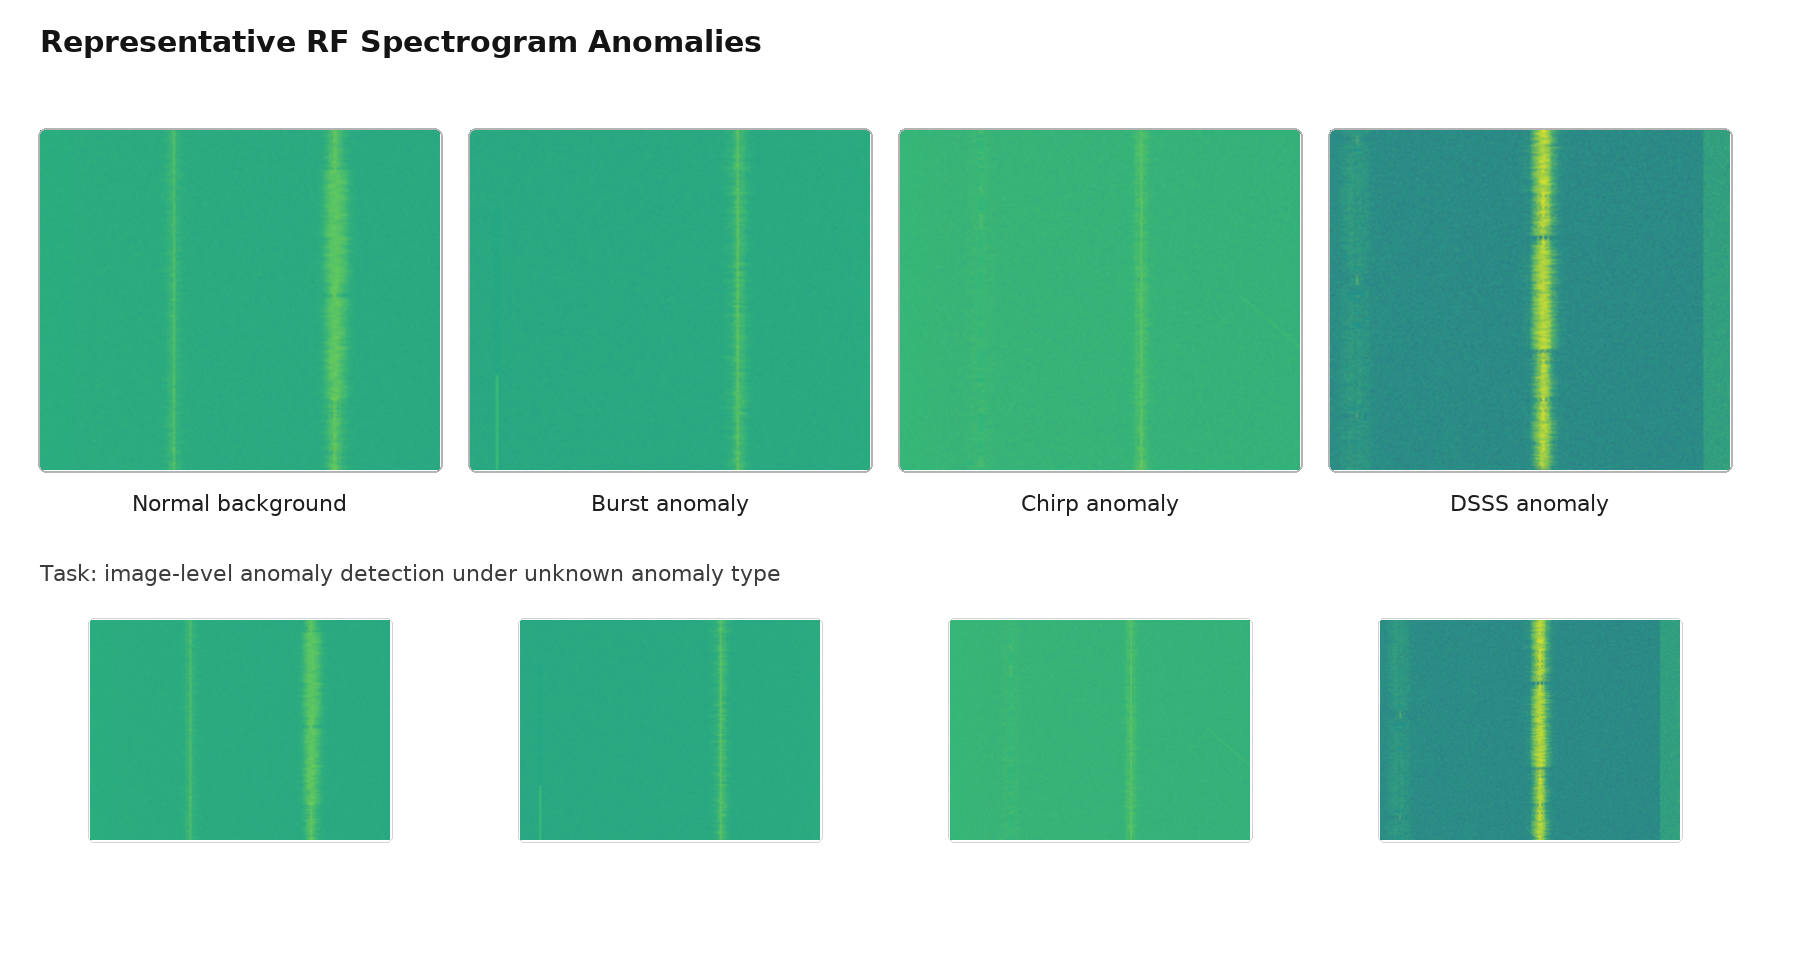 Representative RF Spectrogram Anomalies
Normal background
Burst anomaly
Chirp anomaly
DSSS anomaly
Task: image-level anomaly detection under unknown anomaly type